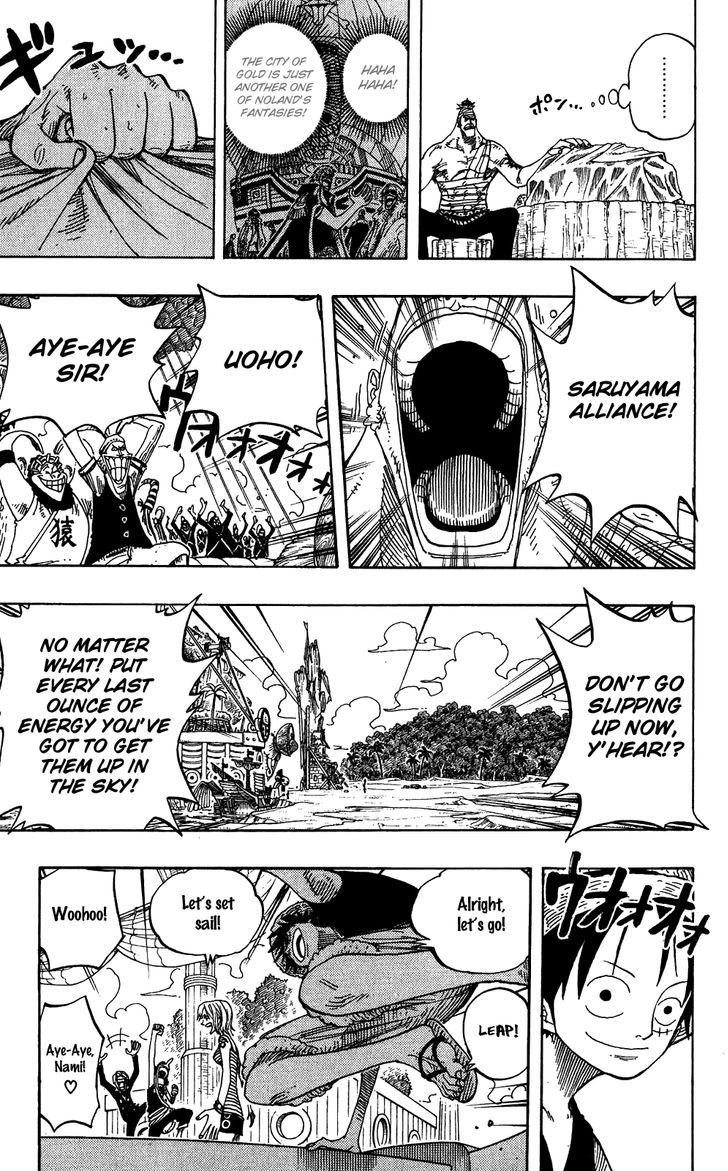 ………
ポン…
HAHA
HAHA!
THE CITY OF
GOLD IS JUST
ANOTHER ONE
OF NOLAND'S
FANTASIES!
ギュッ…
SARUYAMA
ALLIANCE!
UOHO!
AYE-AYE
SIR!
ウオオオオ
猿
DON'T GO
SLIPPING
UP NOW,
Y'HEAR!?
NO MATTER
WHAT! PUT
EVERY LAST
OUNCE OF
ENERGY YOU'VE
GOT TO GET
THEM UP IN
THE SKY!
ウオオオオ
Alright,
let's go!
LEAP!
Let's set
sail!
Woohoo!
Aye-Aye,
Nami!
♡